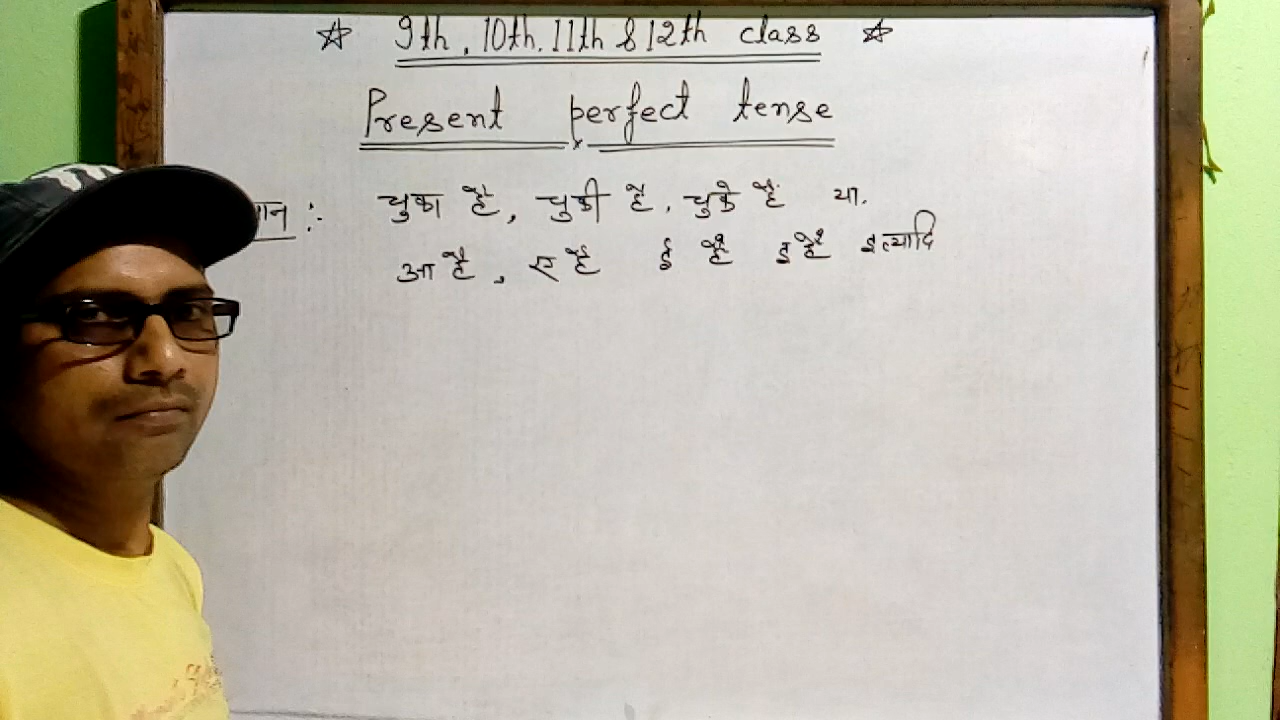 ☆ 9th, 10th, 11th & 12th class ☆
Present perfect tense
चुका है, चुकी है, चुके हैं या.
आ है, ए हैं ई है इ हैं इत्यादि